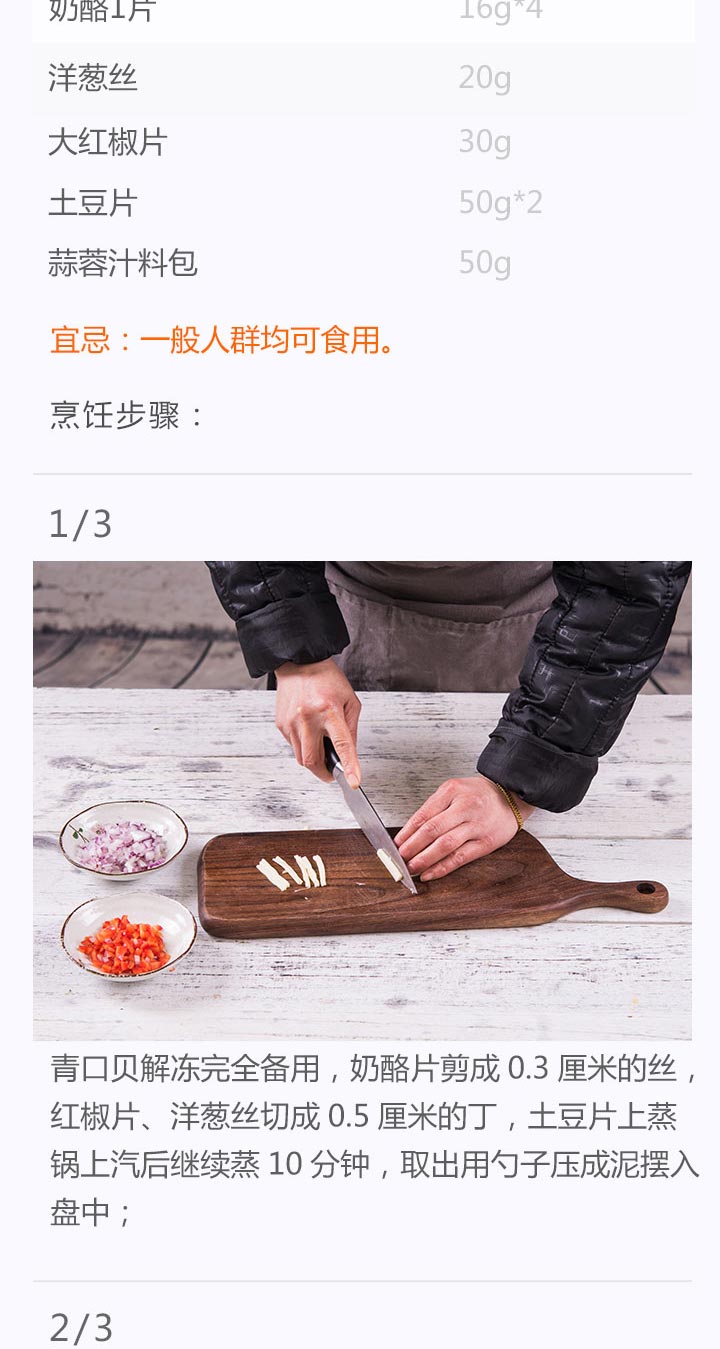 奶酪1片 16g*4
洋葱丝 20g
大红椒片 30g
土豆片 50g*2
蒜蓉汁料包 50g
宜忌：一般人群均可食用。
烹饪步骤：
1/3
青口贝解冻完全备用，奶酪片剪成 0.3 厘米的丝，
红椒片、洋葱丝切成 0.5 厘米的丁，土豆片上蒸
锅上汽后继续蒸 10 分钟，取出用勺子压成泥摆入
盘中；
2/3